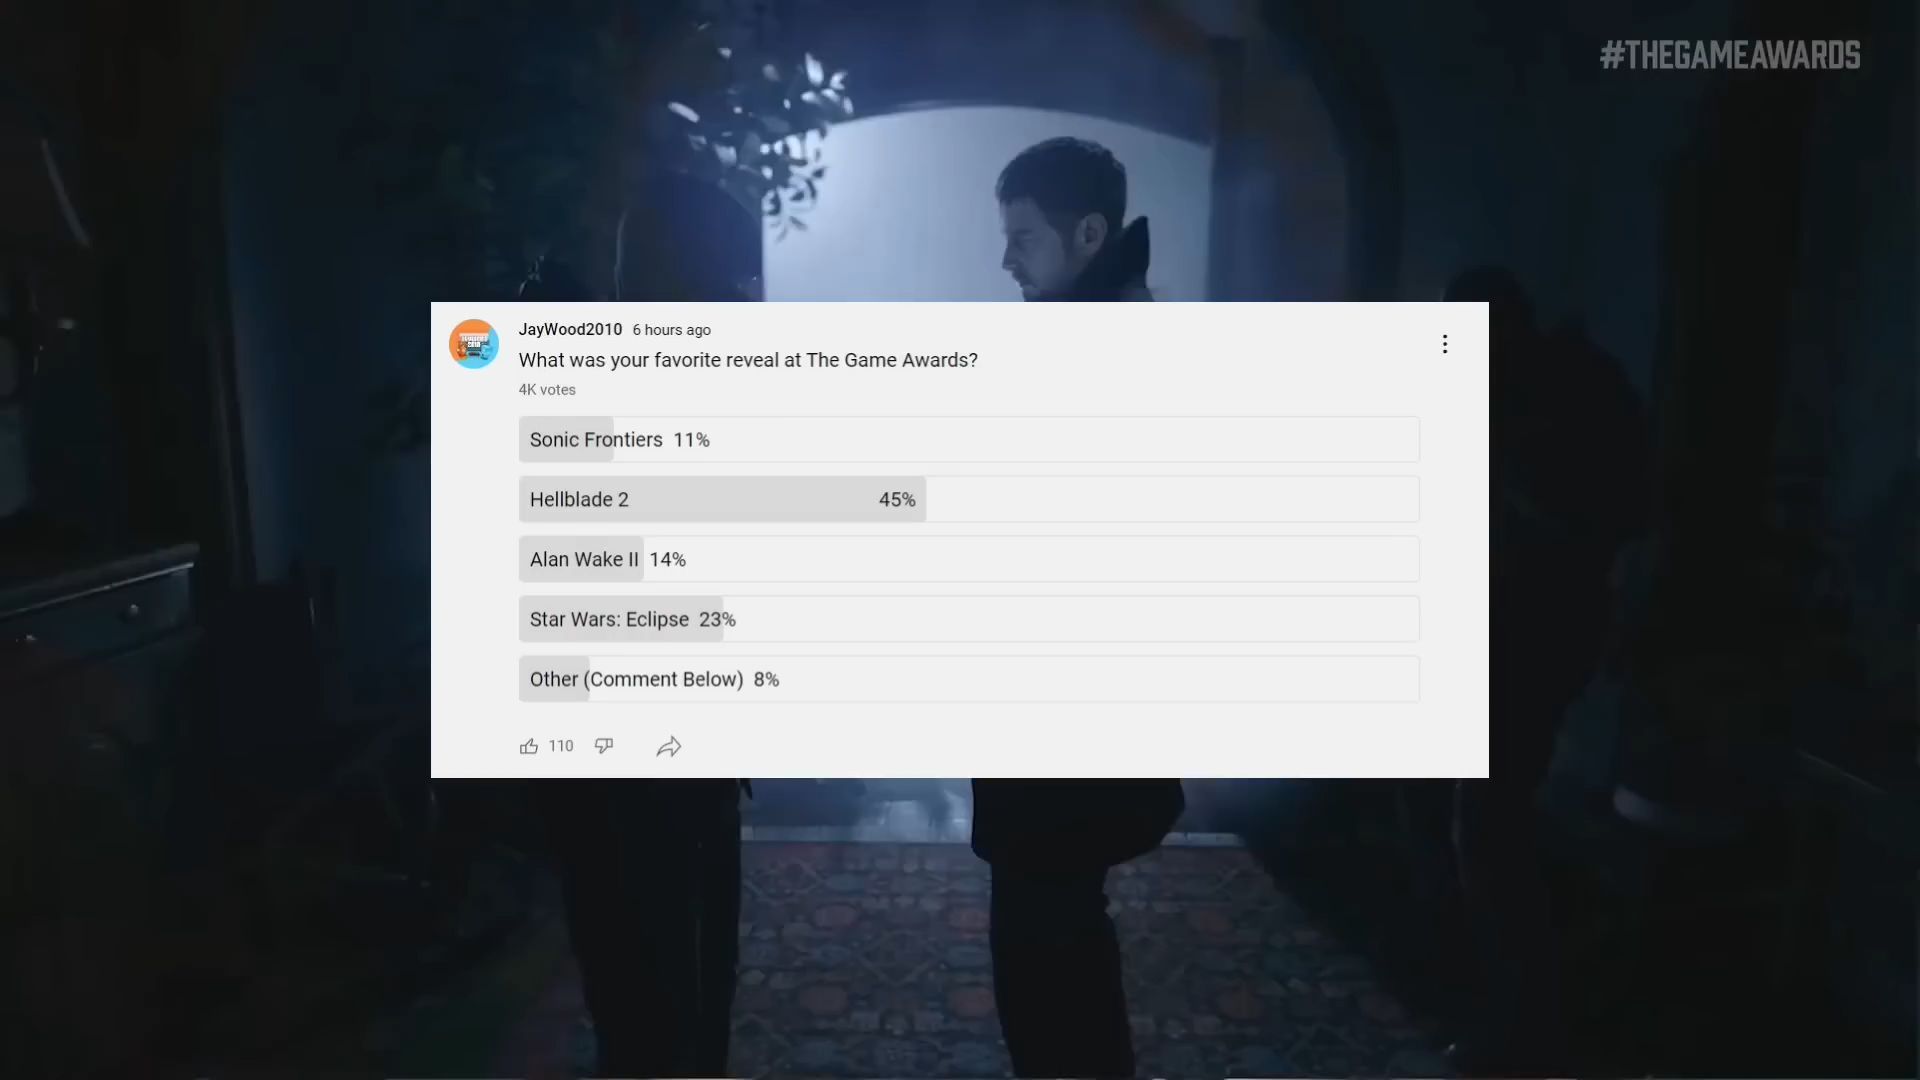 #THEGAMEAWARDS
JayWood2010 6 hours ago
What was your favorite reveal at The Game Awards?
4K votes
Sonic Frontiers 11%
Hellblade 2 45%
Alan Wake II 14%
Star Wars: Eclipse 23%
Other (Comment Below) 8%
110